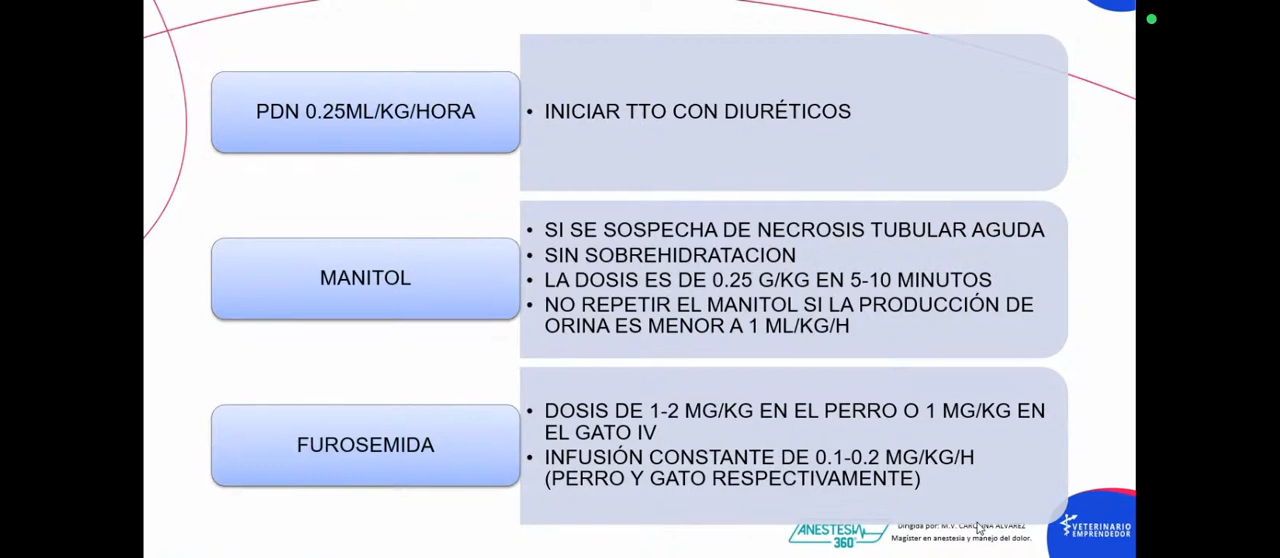 PDN 0.25ML/KG/HORA
• INICIAR TTO CON DIURÉTICOS
MANITOL
• SI SE SOSPECHA DE NECROSIS TUBULAR AGUDA
• SIN SOBREHIDRATACION
• LA DOSIS ES DE 0.25 G/KG EN 5-10 MINUTOS
• NO REPETIR EL MANITOL SI LA PRODUCCIÓN DE
ORINA ES MENOR A 1 ML/KG/H
FUROSEMIDA
• DOSIS DE 1-2 MG/KG EN EL PERRO O 1 MG/KG EN
EL GATO IV
• INFUSIÓN CONSTANTE DE 0.1-0.2 MG/KG/H
(PERRO Y GATO RESPECTIVAMENTE)
ANESTESIA
360°
Dirigida por: M.V. ALVAREZ
Magíster en anestesia y manejo del dolor.
VETERINARIO
EMPRENDEDOR